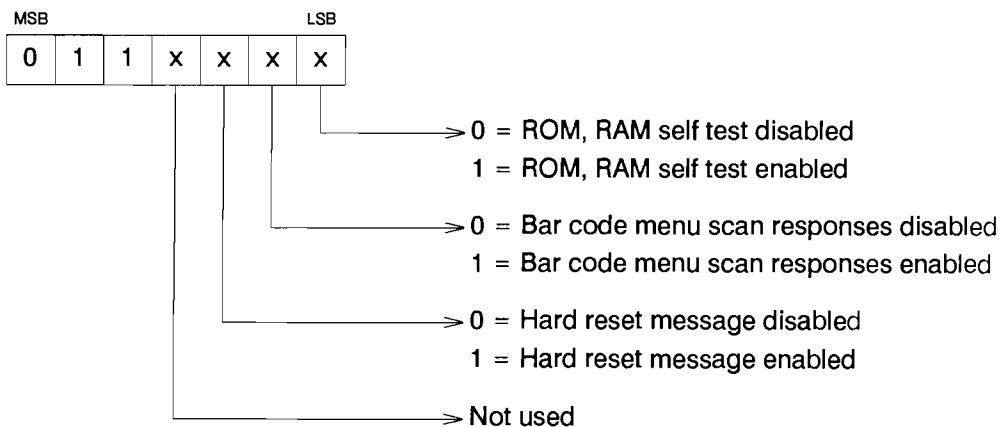 MSB LSB
0 1 1 x x x x
0 = ROM, RAM self test disabled
1 = ROM, RAM self test enabled
0 = Bar code menu scan responses disabled
1 = Bar code menu scan responses enabled
0 = Hard reset message disabled
1 = Hard reset message enabled
Not used